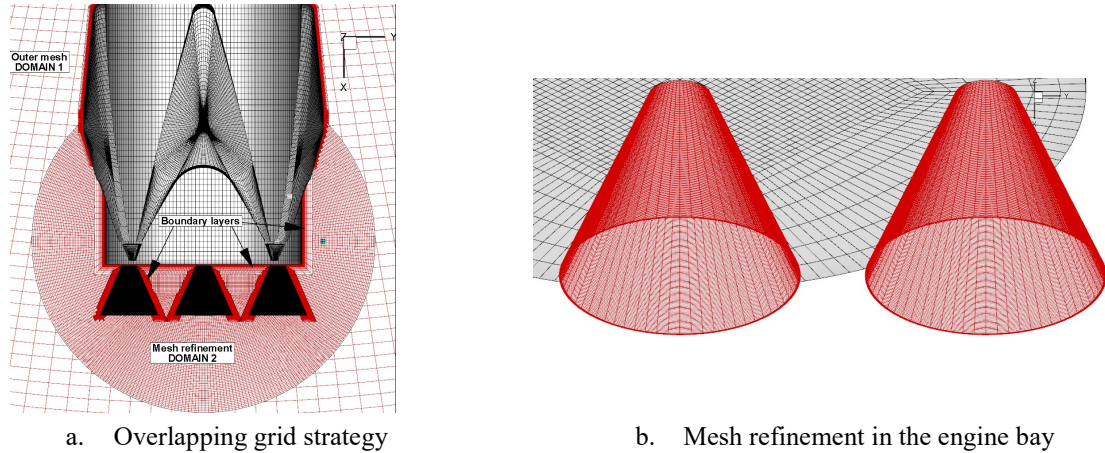 Outer mesh
DOMAIN 1
Z
Y
X
Boundary layers
Mesh refinement
DOMAIN 2
Y
a. Overlapping grid strategy
b. Mesh refinement in the engine bay